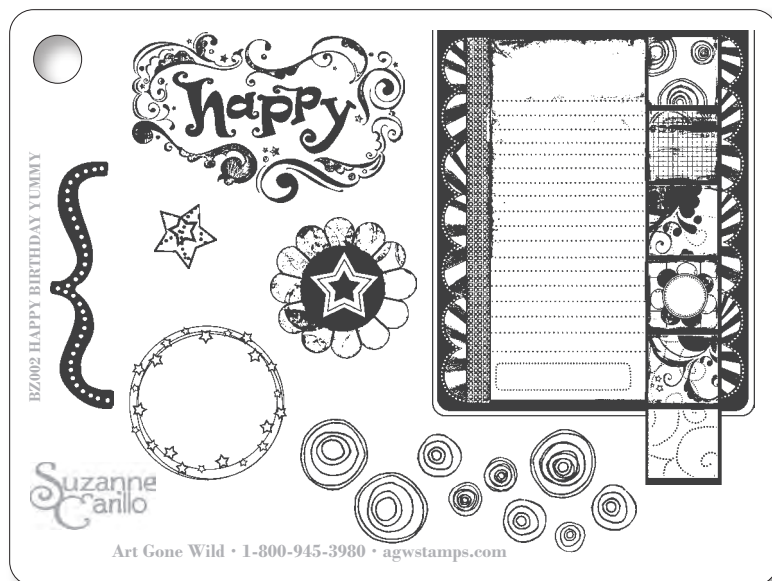 happy
BZ002 HAPPY BIRTHDAY YUMMY
Suzanne
Carillo
Art Gone Wild • 1-800-945-3980 • agwstamps.com